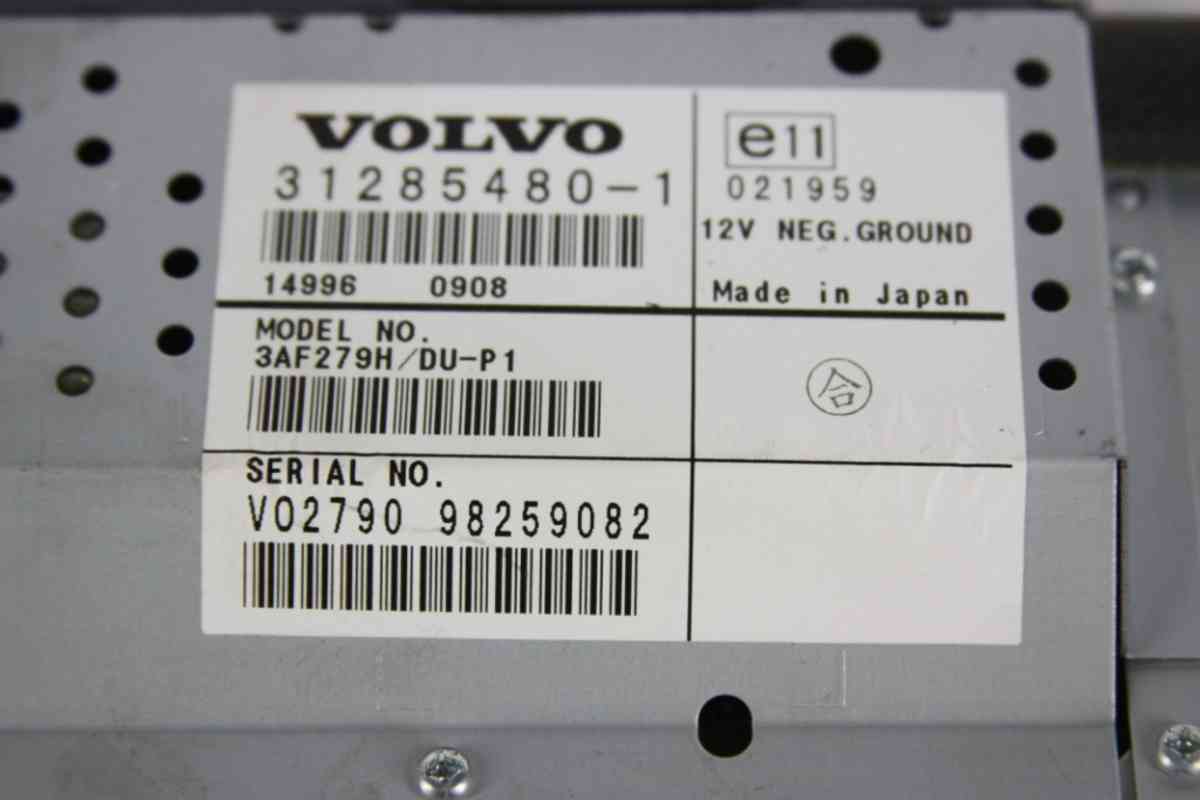 VOLVO
31285480-1
14996 0908
e11
021959
12V NEG.GROUND
Made in Japan
MODEL NO.
3AF279H/DU-P1
合
SERIAL NO.
VO2790 98259082